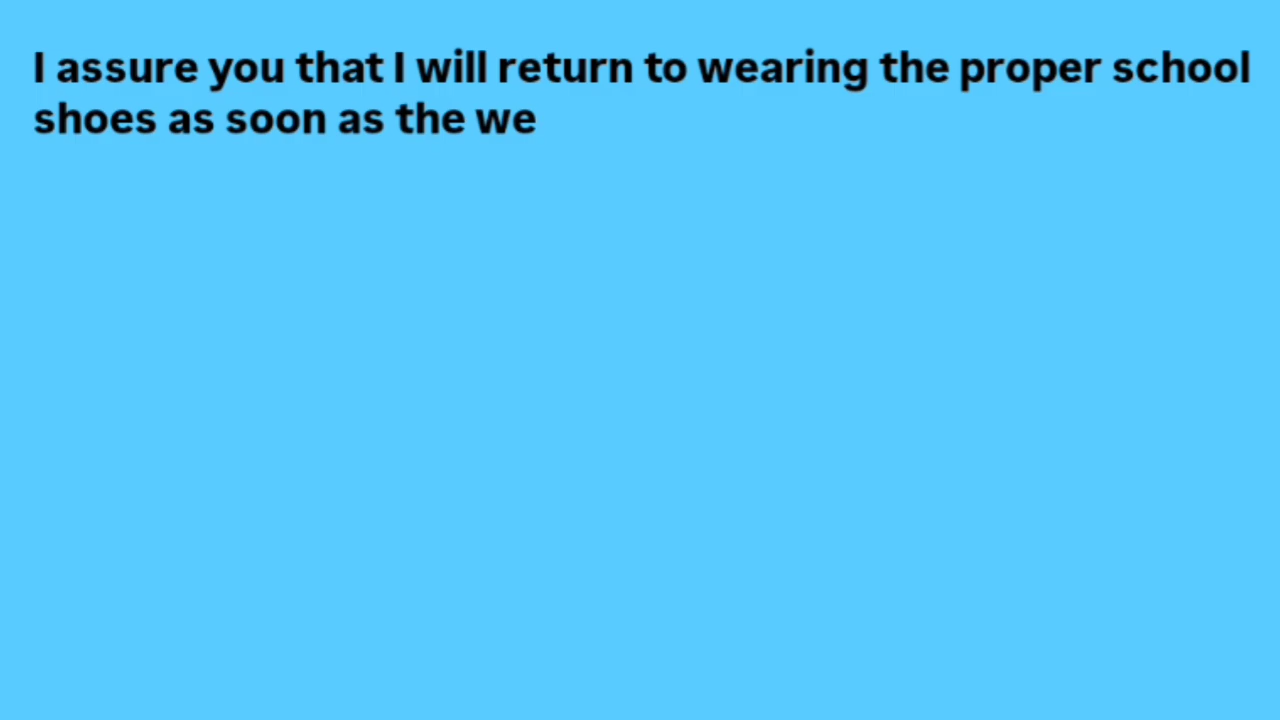 I assure you that I will return to wearing the proper school
shoes as soon as the we